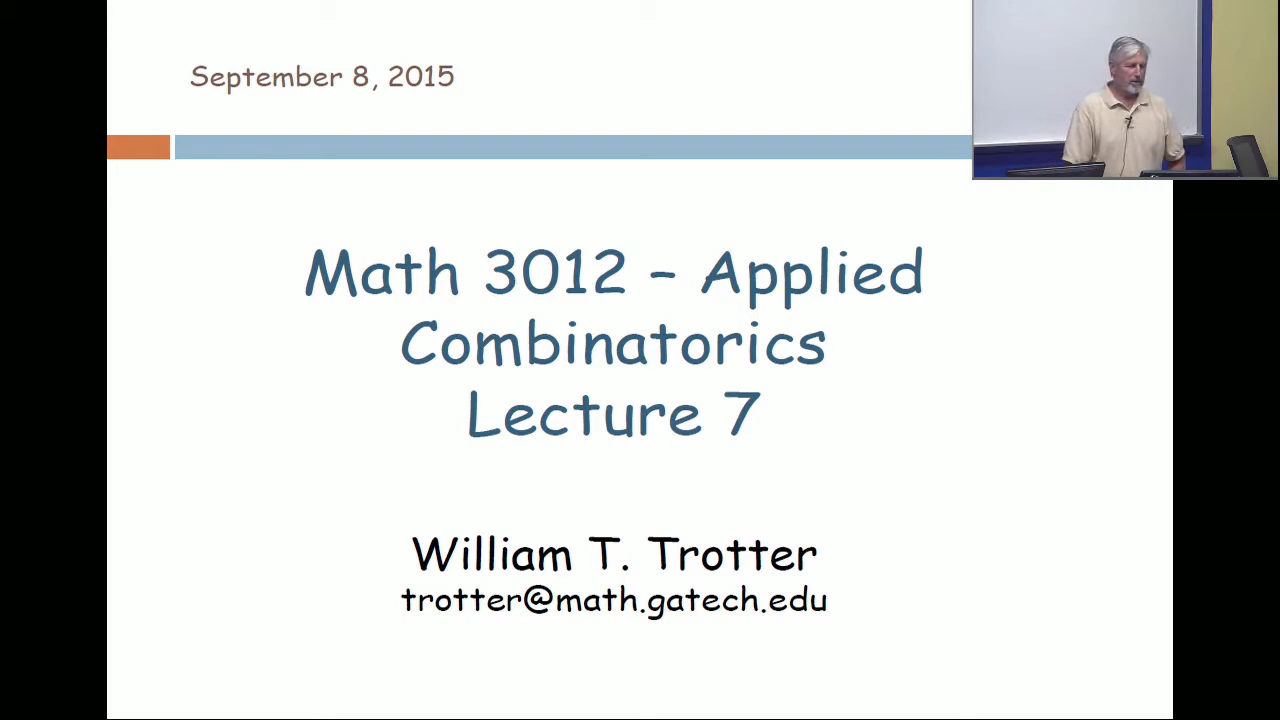 September 8, 2015
Math 3012 – Applied
Combinatorics
Lecture 7
William T. Trotter
trotter@math.gatech.edu